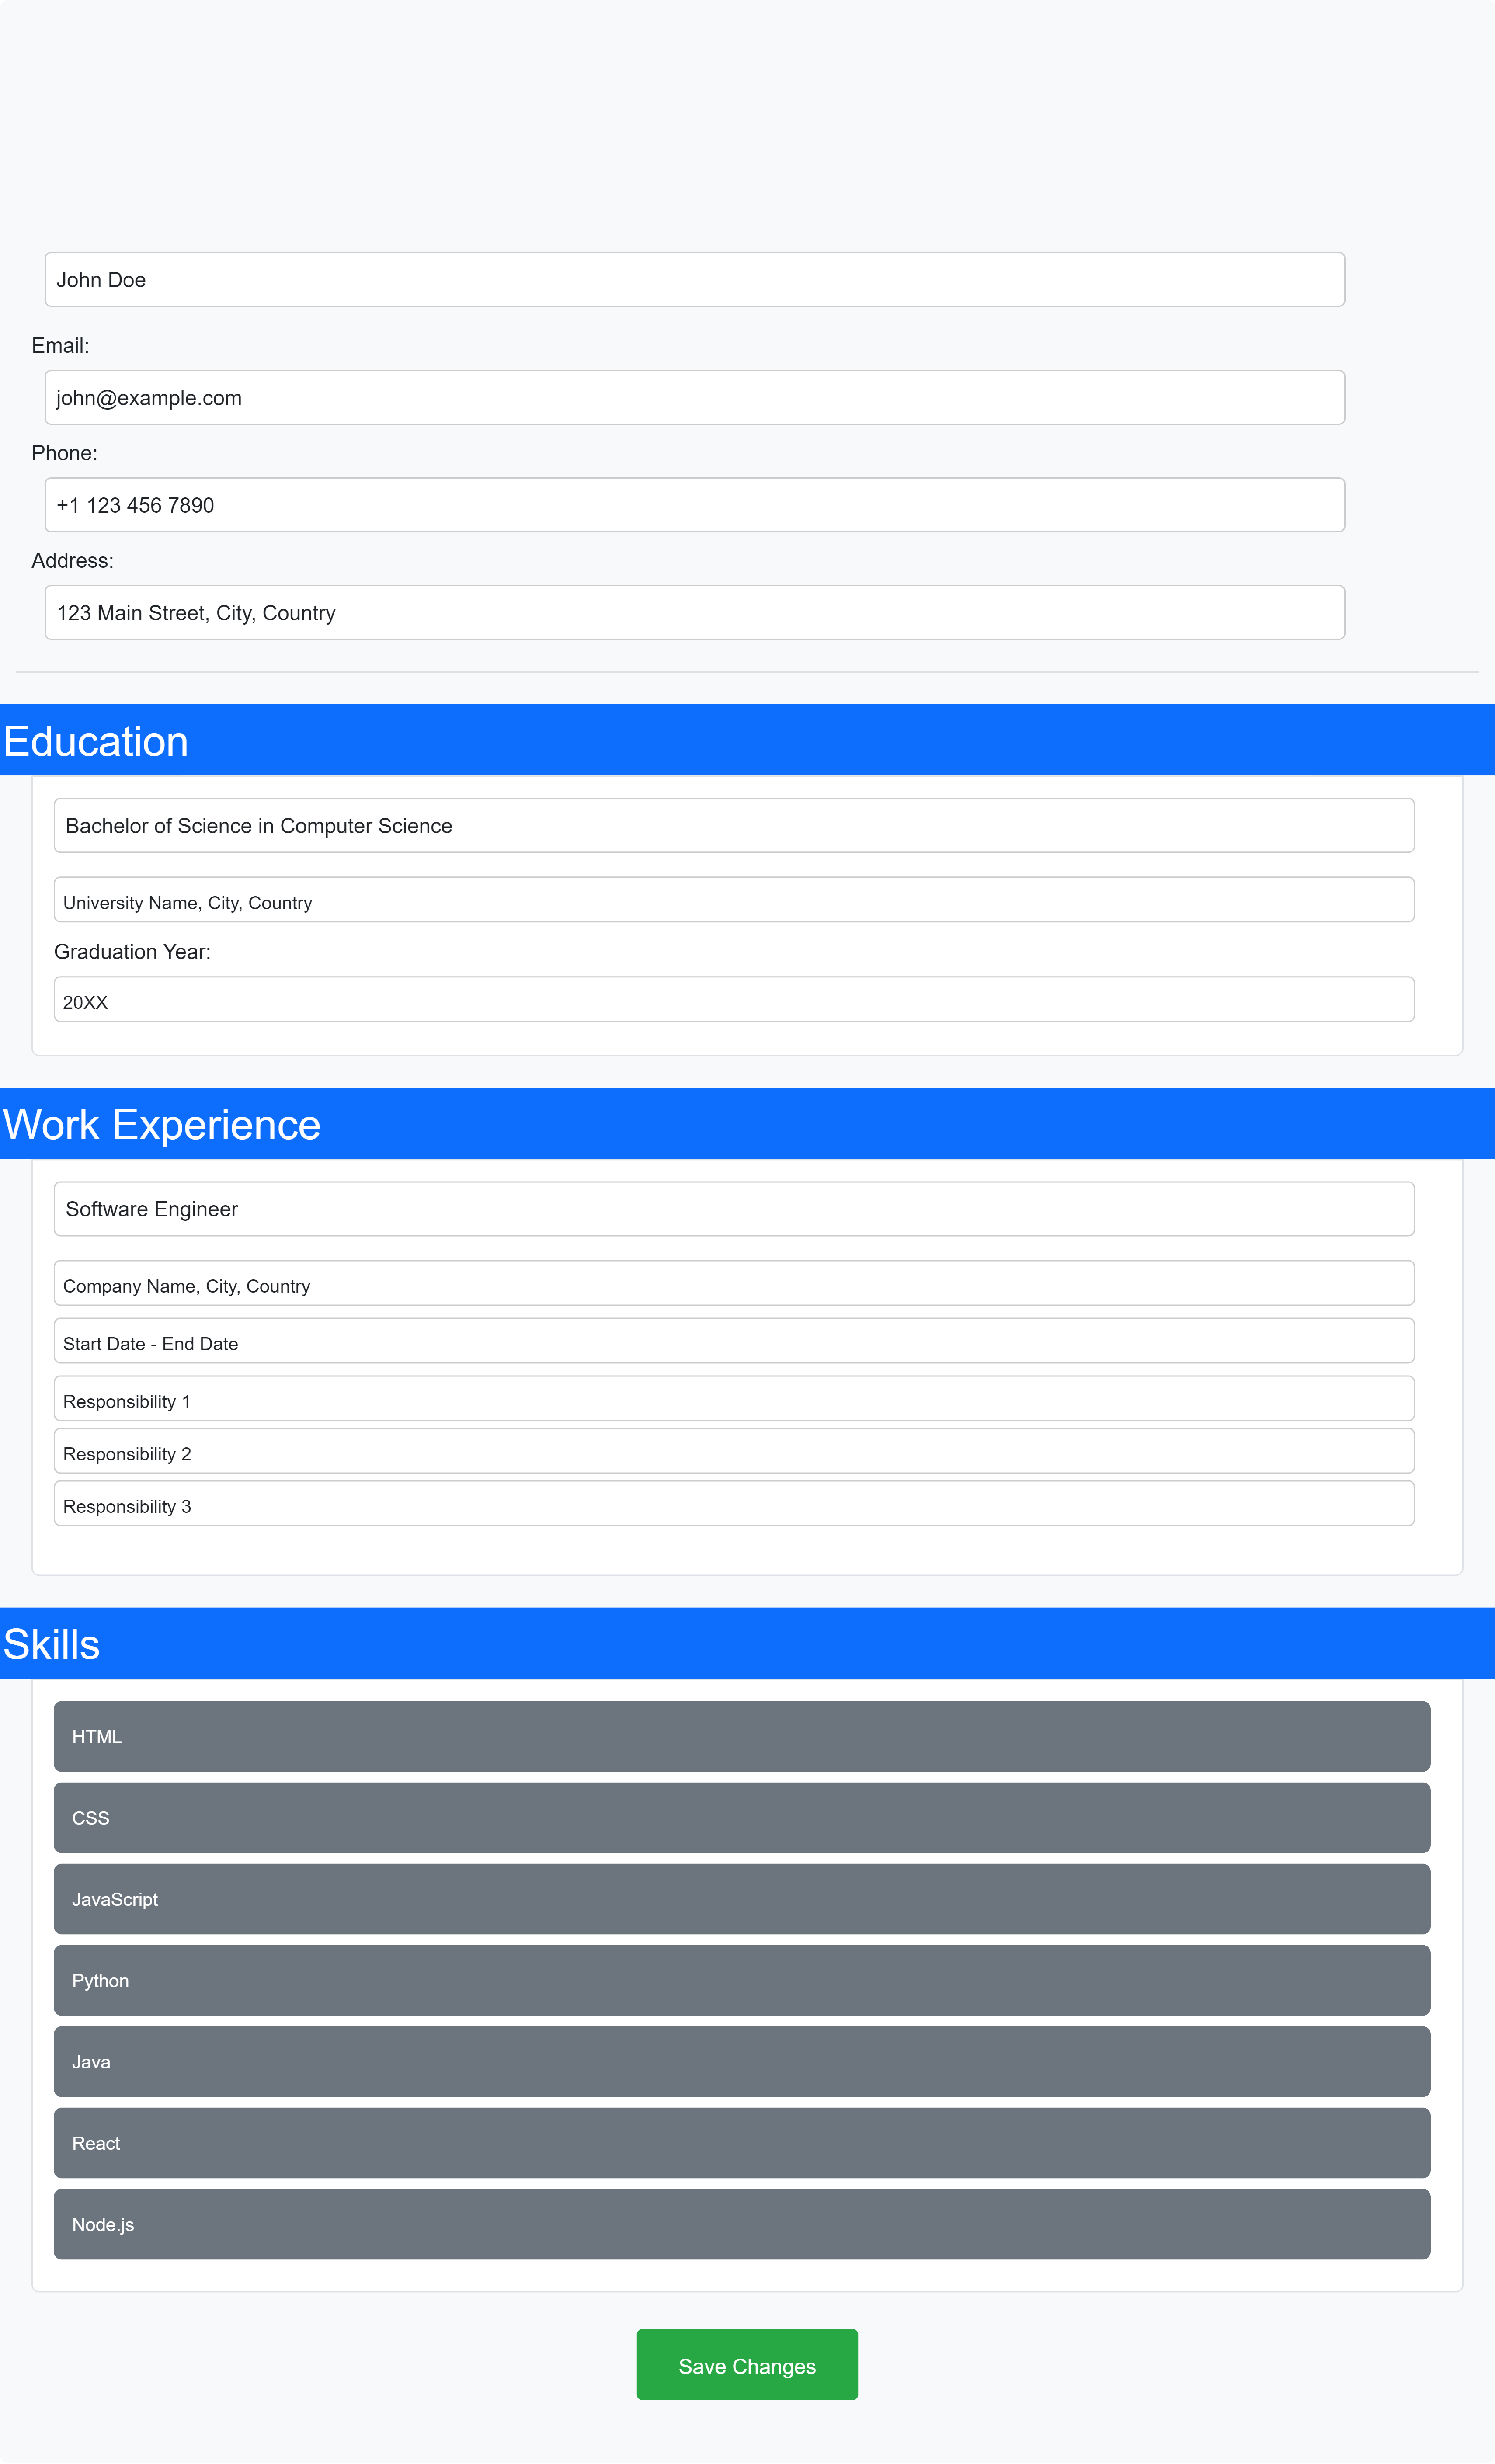 John Doe
Email:
john@example.com
Phone:
+1 123 456 7890
Address:
123 Main Street, City, Country
Education
Bachelor of Science in Computer Science
University Name, City, Country
Graduation Year:
20XX
Work Experience
Software Engineer
Company Name, City, Country
Start Date - End Date
Responsibility 1
Responsibility 2
Responsibility 3
Skills
HTML
CSS
JavaScript
Python
Java
React
Node.js
Save Changes